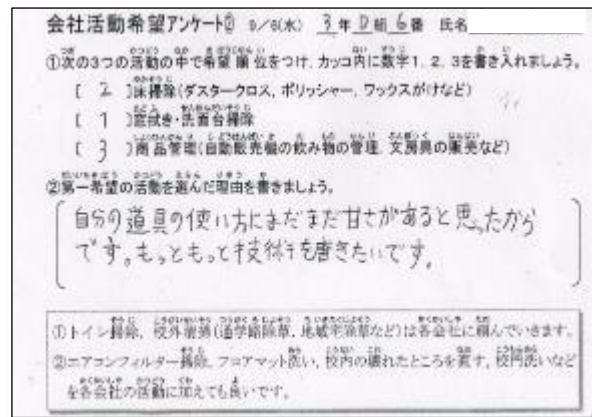 会社活動希望アンケート② 9/6(水) 3年D組6番 氏名
①次の3つの活動の中で希望順位をつけ、カッコ内に数字1、2、3を書き入れましょう。
[ 2 ]床掃除(ダスタークロス、ポリッシャー、ワックスがけなど)
[ 1 ]窓拭き・洗面台掃除
[ 3 ]商品管理(自動販売機の飲み物の管理、文房具の販売など)
②第一希望の活動を選んだ理由を書きましょう。
自分の道具の使い方にまだまだ甘さがあると思ったから
です。もっともっと技術を磨きたいです。
①トイレ掃除、校外清掃(通学路除草、地域宅除草など)は各会社に頼んでいきます。
②エアコンフィルター掃除、フロアマット洗い、校内の壊れたところを直す、校門洗いなど
を各会社の活動に加えても良いです。